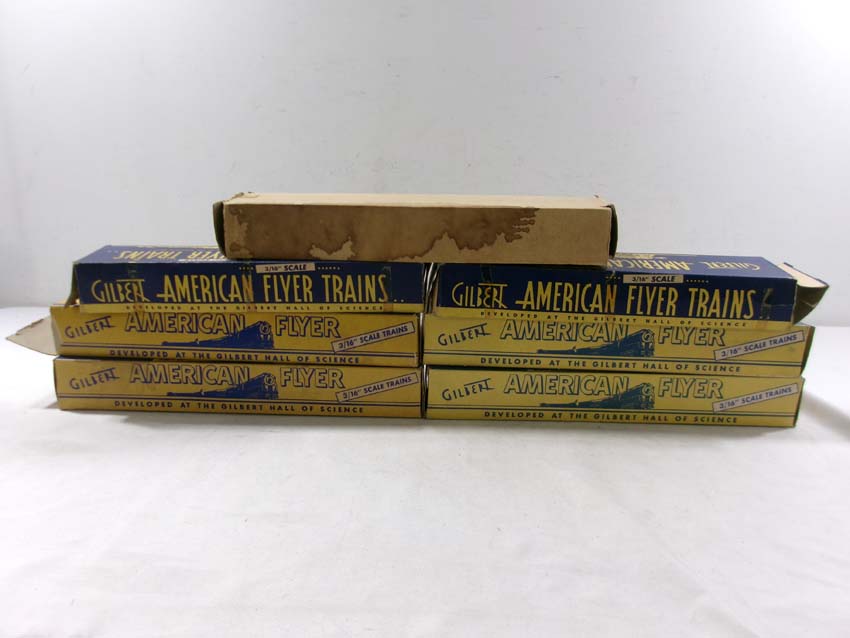 FLYER TRAINS..
GILBERT AMERICAN
3/16" SCALE
GILBERT AMERICAN FLYER TRAINS..
DEVELOPED AT THE GILBERT HALL OF SCIENCE
3/16" SCALE
GILBERT AMERICAN FLYER TRAINS
DEVELOPED AT THE GILBERT HALL OF SCIENCE
GILBERT AMERICAN FLYER
3/16" SCALE TRAINS
DEVELOPED AT THE GILBERT HALL OF SCIENCE
GILBERT AMERICAN FLYER
3/16" SCALE TRAINS
DEVELOPED AT THE GILBERT HALL OF SCIENCE
GILBERT AMERICAN FLYER
3/16" SCALE TRAINS
DEVELOPED AT THE GILBERT HALL OF SCIENCE
GILBERT AMERICAN FLYER
3/16" SCALE TRAINS
DEVELOPED AT THE GILBERT HALL OF SCIENCE